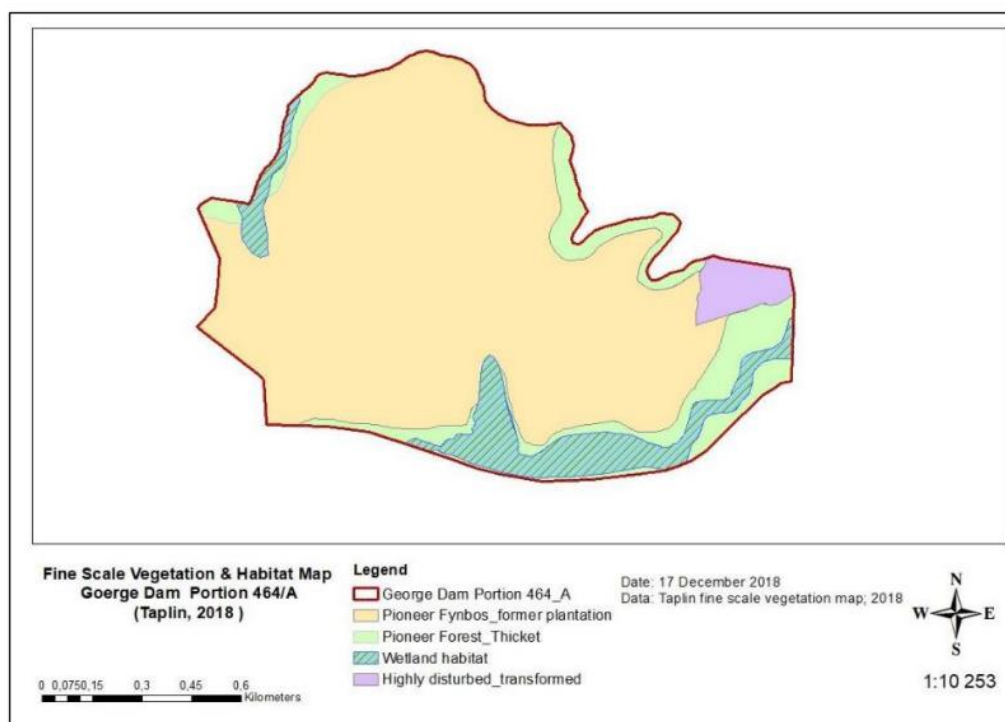 Fine Scale Vegetation & Habitat Map
Goerge Dam Portion 464/A
(Taplin, 2018 )
0 0,0750,15 0,3 0,45 0,6
Kilometers
Legend
George Dam Portion 464_A
Pioneer Fynbos_former plantation
Pioneer Forest_Thicket
Wetland habitat
Highly disturbed_transformed
Date: 17 December 2018
Data: Taplin fine scale vegetation map; 2018
N
W E
S
1:10 253